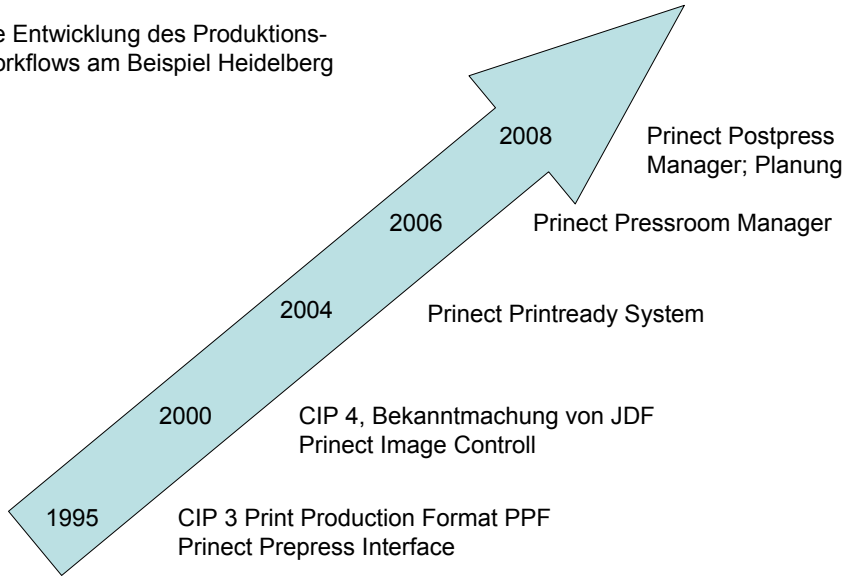 e Entwicklung des Produktions-
orkflows am Beispiel Heidelberg
2008
Prinect Postpress
Manager; Planung
2006
Prinect Pressroom Manager
2004
Prinect Printready System
2000
CIP 4, Bekanntmachung von JDF
Prinect Image Controll
1995
CIP 3 Print Production Format PPF
Prinect Prepress Interface